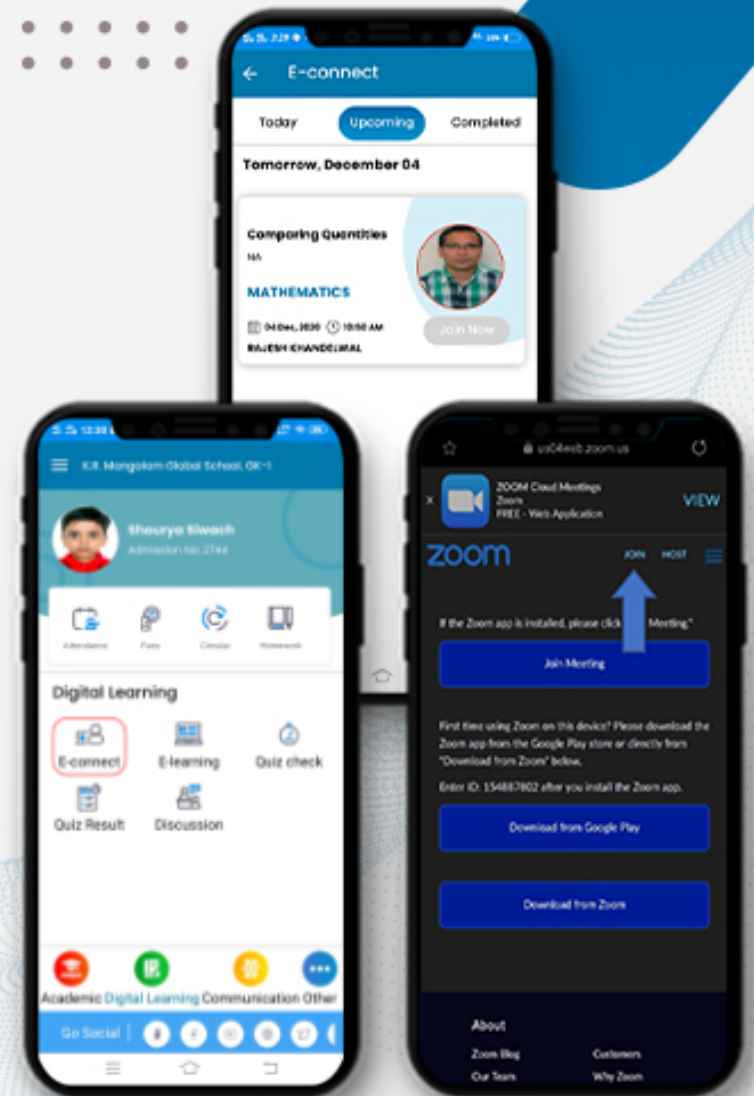 E-connect
Today Upcoming Completed
Tomorrow, December 04
Comparing Quantities
NA
MATHEMATICS
04 Dec, 2020 10:50 AM
Join Now
RAJESH KHANDELWAL
12:30
K.R. Mangalam Global School, GK-1
Shourya Siwach
Admission No: 2744
Attendance Fees Circular Homework
Digital Learning
E-connect E-learning Quiz check
Quiz Result Discussion
Academic Digital Learning Communication Other
Go Social
us04web.zoom.us
ZOOM Cloud Meetings
Zoom
FREE - Web Application
VIEW
zoom JOIN HOST
If the Zoom app is installed, please click Meeting."
Join Meeting
First time using Zoom on this device? Please download the
Zoom app from the Google Play store or directly from
"Download from Zoom" below.
Enter ID: 154887802 after you install the Zoom app.
Download from Google Play
Download from Zoom
About
Zoom Blog Customers
Our Team Why Zoom